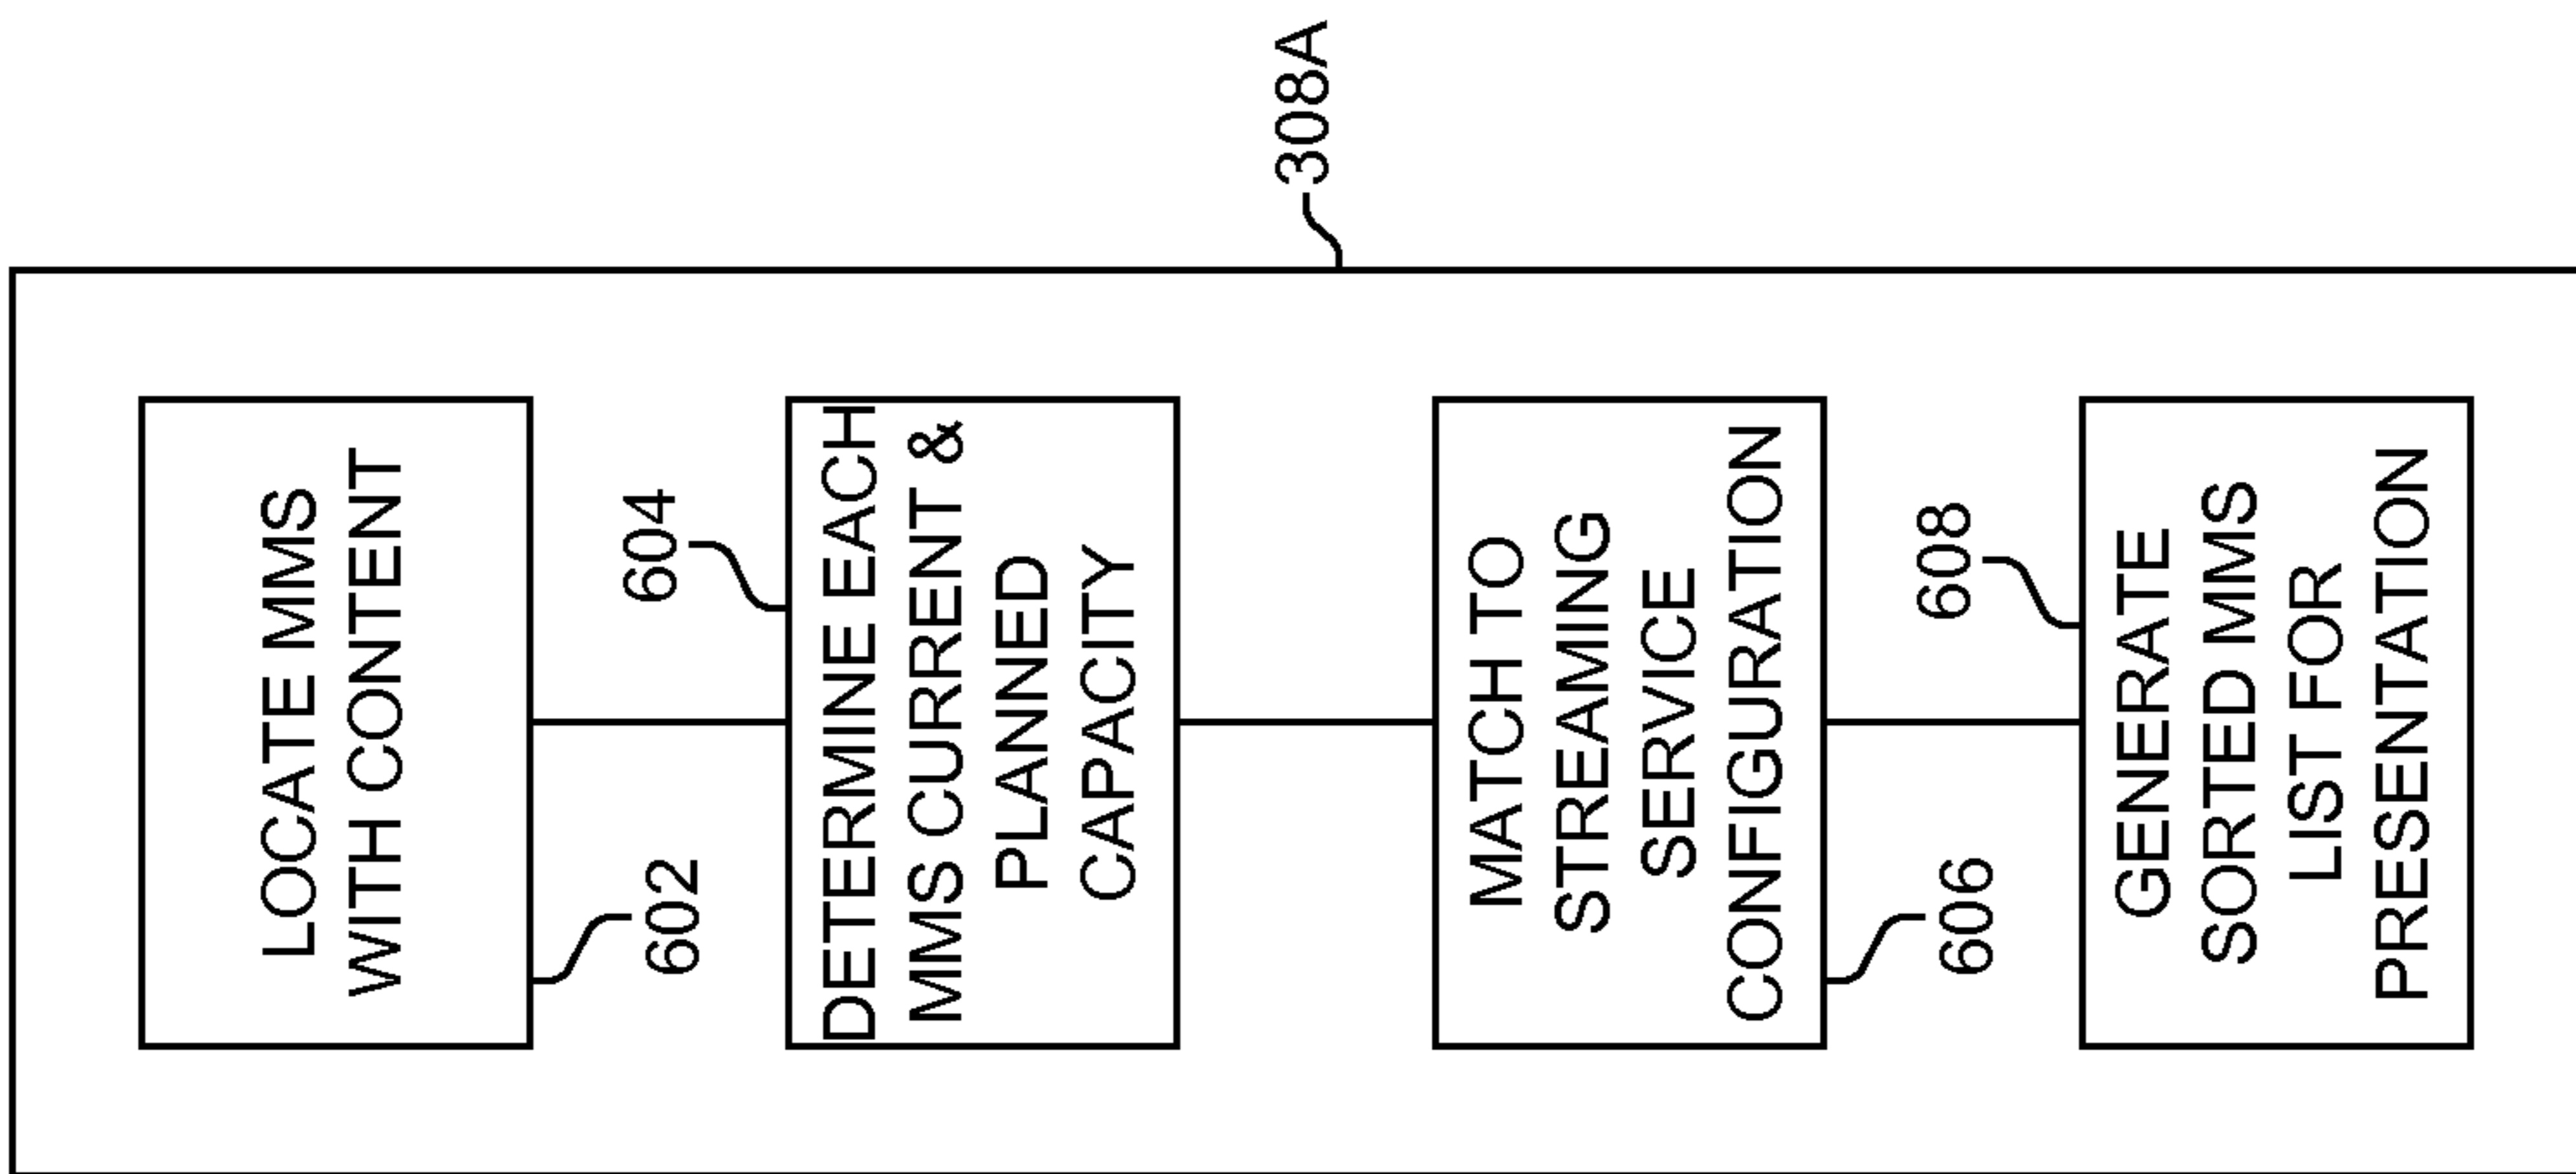 308A
LOCATE MMS
WITH CONTENT
602
604
DETERMINE EACH
MMS CURRENT &
PLANNED
CAPACITY
MATCH TO
STREAMING
SERVICE
CONFIGURATION
606
608
GENERATE
SORTED MMS
LIST FOR
PRESENTATION